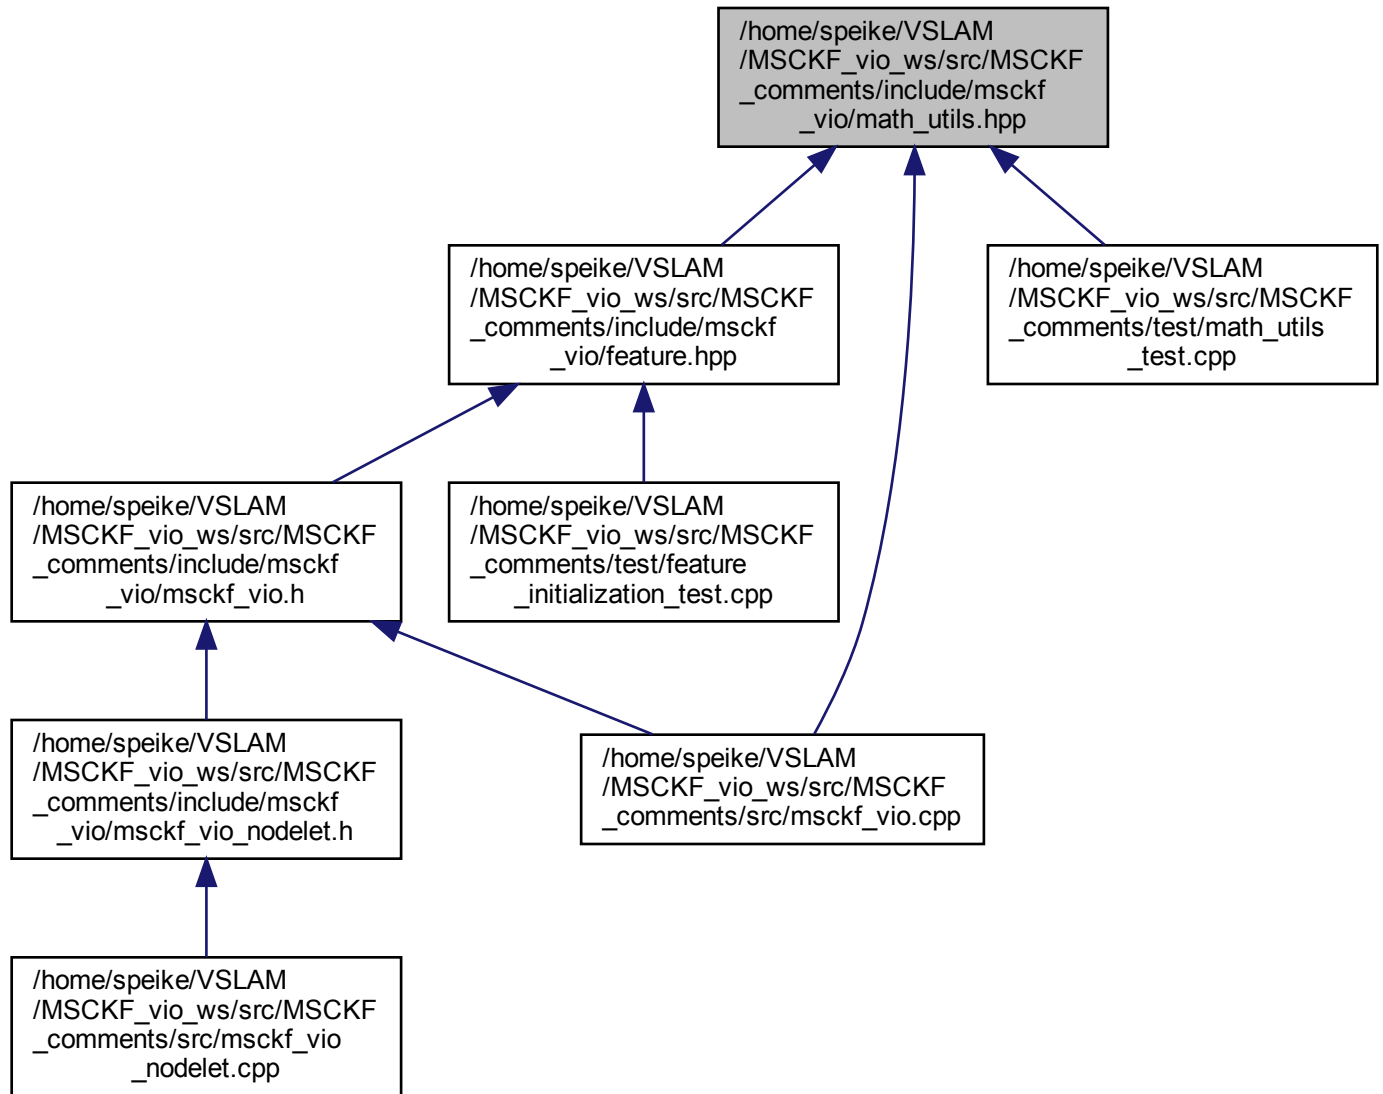 /home/speike/VSLAM
/MSCKF_vio_ws/src/MSCKF
_comments/include/msckf
_vio/math_utils.hpp
/home/speike/VSLAM
/MSCKF_vio_ws/src/MSCKF
_comments/include/msckf
_vio/feature.hpp
/home/speike/VSLAM
/MSCKF_vio_ws/src/MSCKF
_comments/test/math_utils
_test.cpp
/home/speike/VSLAM
/MSCKF_vio_ws/src/MSCKF
_comments/include/msckf
_vio/msckf_vio.h
/home/speike/VSLAM
/MSCKF_vio_ws/src/MSCKF
_comments/test/feature
_initialization_test.cpp
/home/speike/VSLAM
/MSCKF_vio_ws/src/MSCKF
_comments/include/msckf
_vio/msckf_vio_nodelet.h
/home/speike/VSLAM
/MSCKF_vio_ws/src/MSCKF
_comments/src/msckf_vio.cpp
/home/speike/VSLAM
/MSCKF_vio_ws/src/MSCKF
_comments/src/msckf_vio
_nodelet.cpp